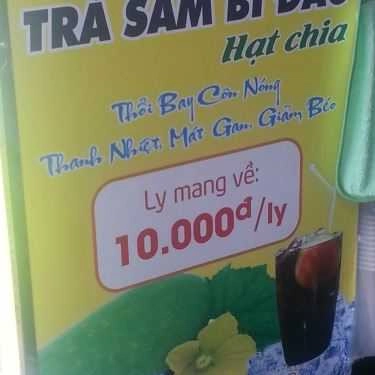 TRÀ SÂM BÍ ĐAO
Hạt chia
Thổi Bay Cơn Nóng
Thanh Nhiệt, Mát Gan, Giảm Béo
Ly mang về:
10.000đ/ly